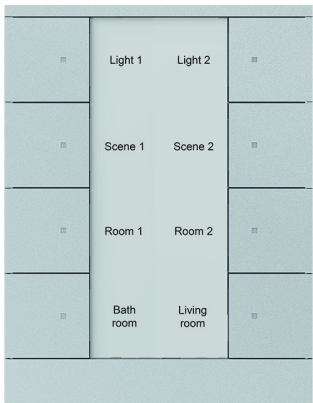 Light 1 Light 2
Scene 1 Scene 2
Room 1 Room 2
Bath Living
room room